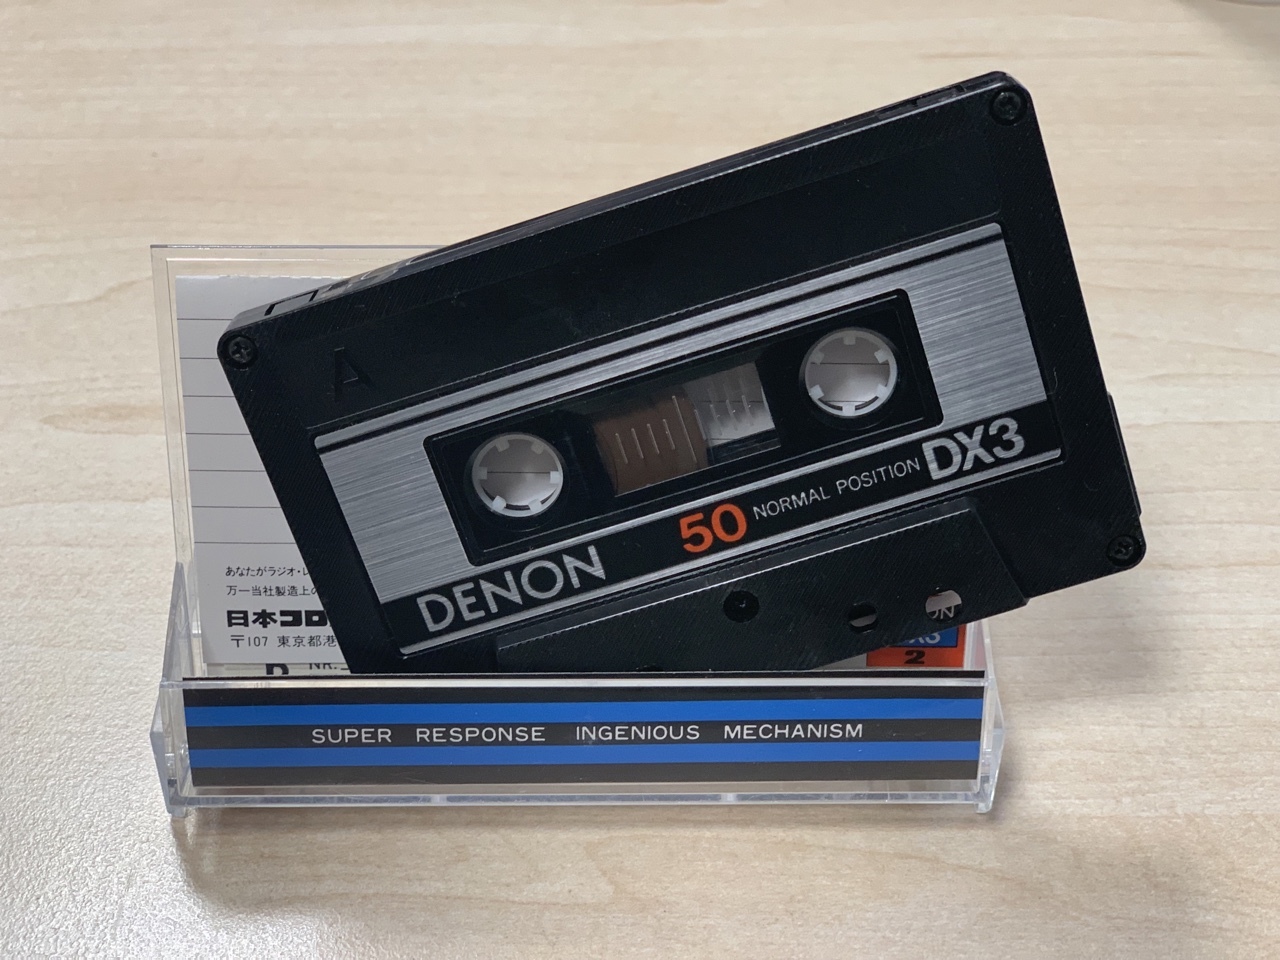 A
DENON 50 NORMAL POSITION DX3
あなたがラジオ・レ
万一当社製造上の
日本コロ
〒107 東京都港
DX3
2
SUPER RESPONSE INGENIOUS MECHANISM